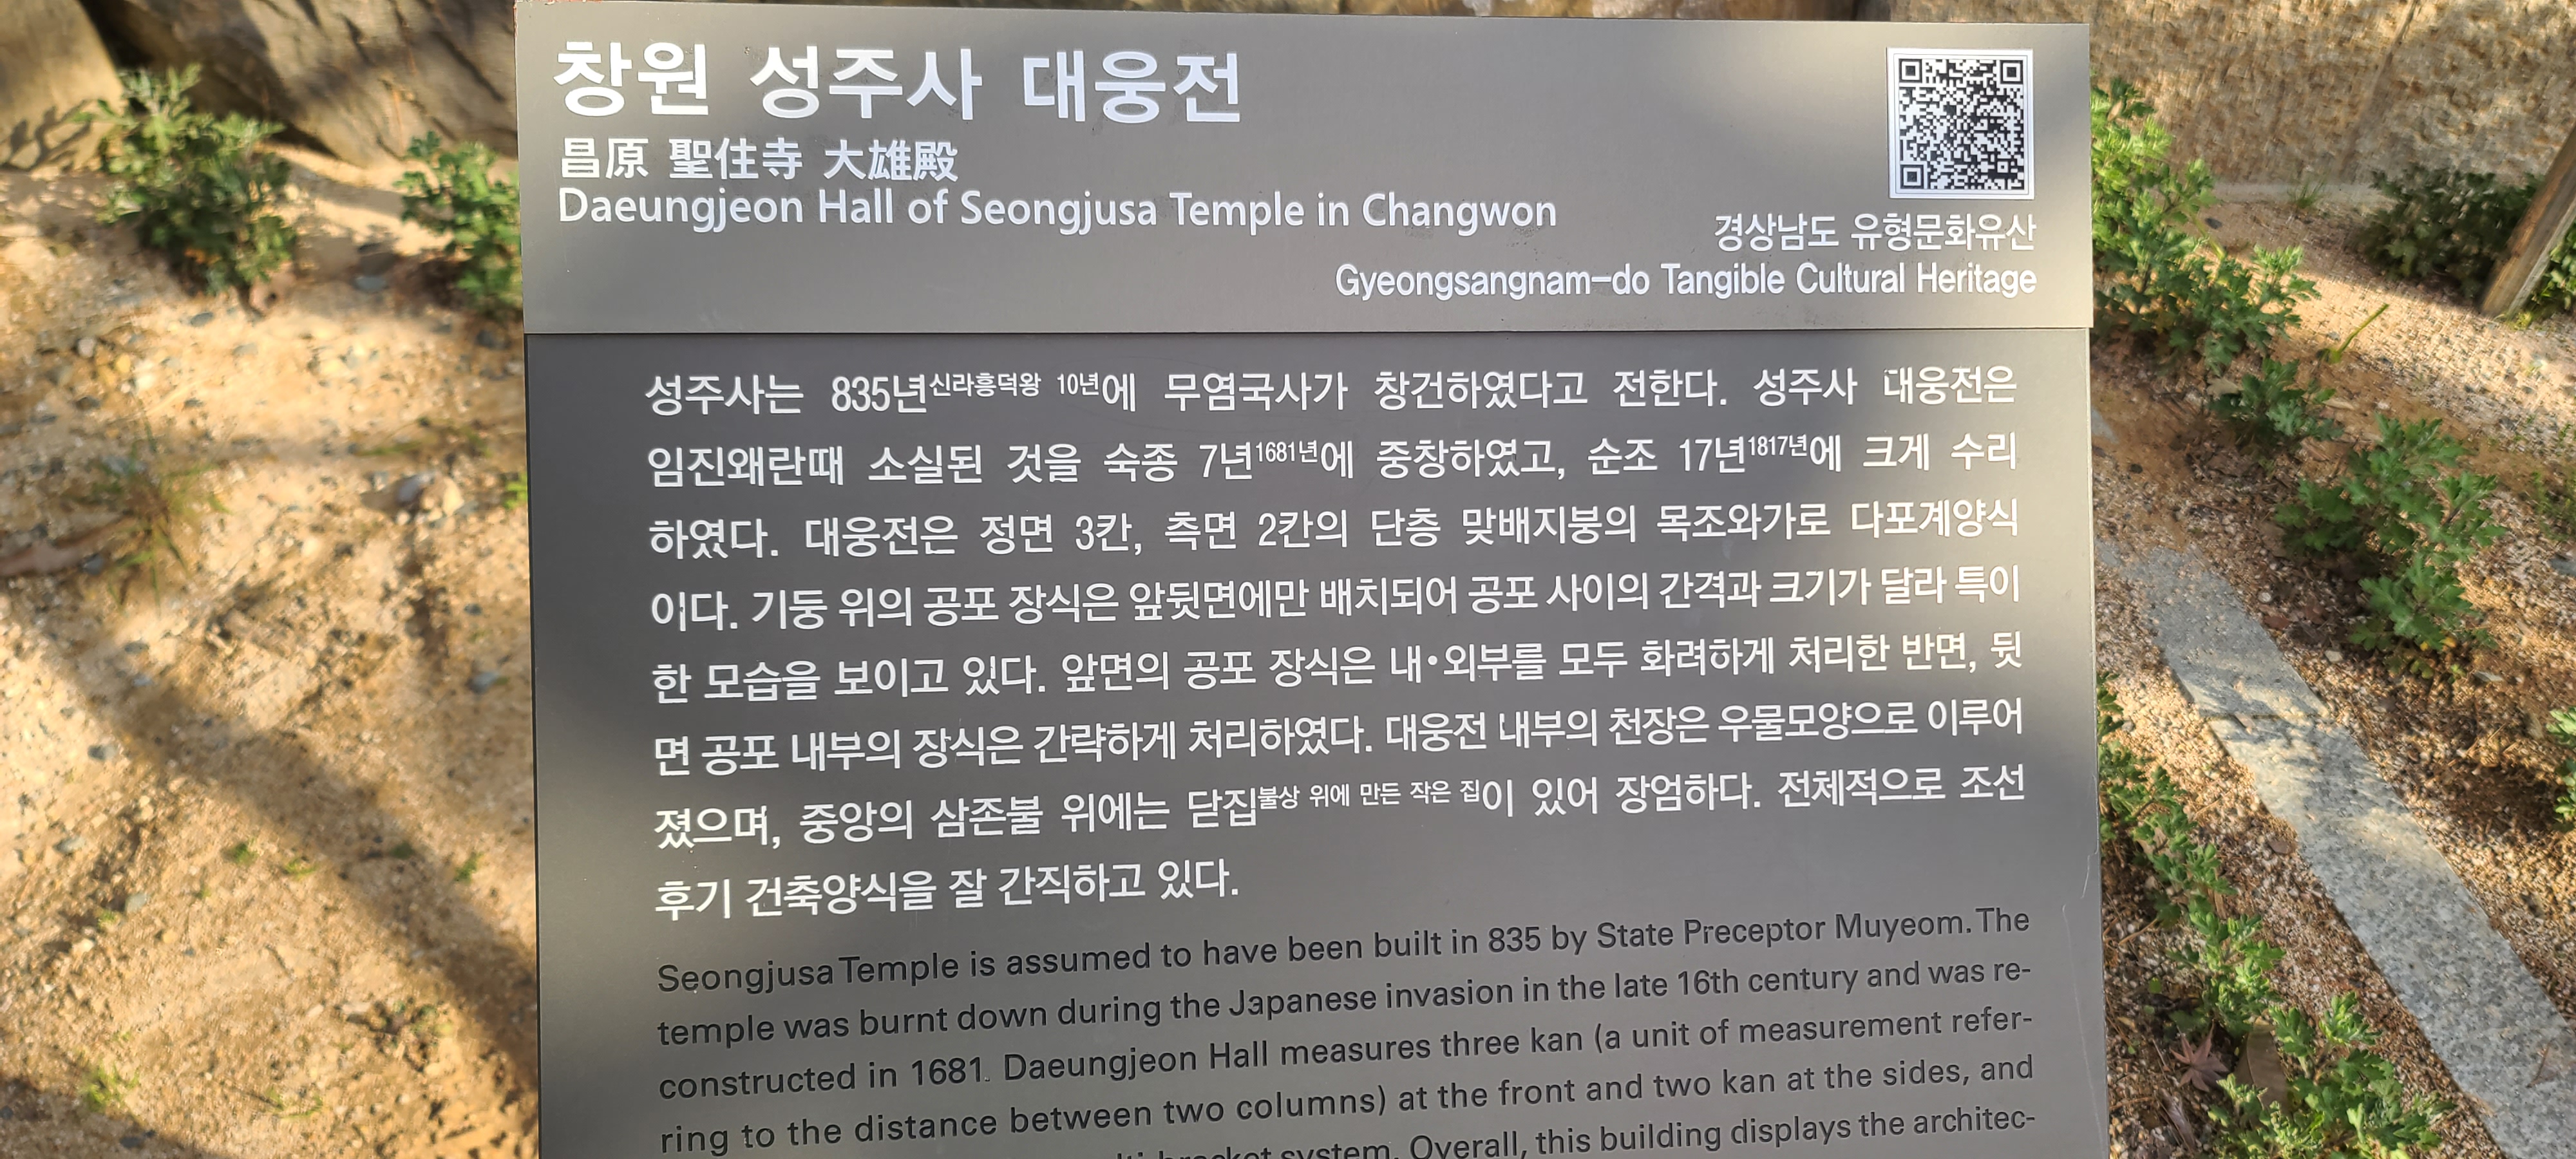 창원 성주사 대웅전
昌原 聖住寺 大雄殿
Daeungjeon Hall of Seongjusa Temple in Changwon
경상남도 유형문화유산
Gyeongsangnam-do Tangible Cultural Heritage
성주사는 835년신라흥덕왕 10년에 무염국사가 창건하였다고 전한다. 성주사 대웅전은
임진왜란때 소실된 것을 숙종 7년1681년에 중창하였고, 순조 17년1817년에 크게 수리
하였다. 대웅전은 정면 3칸, 측면 2칸의 단층 맞배지붕의 목조와가로 다포계양식
이다. 기둥 위의 공포 장식은 앞뒷면에만 배치되어 공포 사이의 간격과 크기가 달라 특이
한 모습을 보이고 있다. 앞면의 공포 장식은 내·외부를 모두 화려하게 처리한 반면, 뒷
면 공포 내부의 장식은 간략하게 처리하였다. 대웅전 내부의 천장은 우물모양으로 이루어
졌으며, 중앙의 삼존불 위에는 닫집불상 위에 만든 작은 집이 있어 장엄하다. 전체적으로 조선
후기 건축양식을 잘 간직하고 있다.
Seongjusa Temple is assumed to have been built in 835 by State Preceptor Muyeom. The
temple was burnt down during the Japanese invasion in the late 16th century and was re-
constructed in 1681. Daeungjeon Hall measures three kan (a unit of measurement refer-
ring to the distance between two columns) at the front and two kan at the sides, and
system. Overall, this building displays the architec-